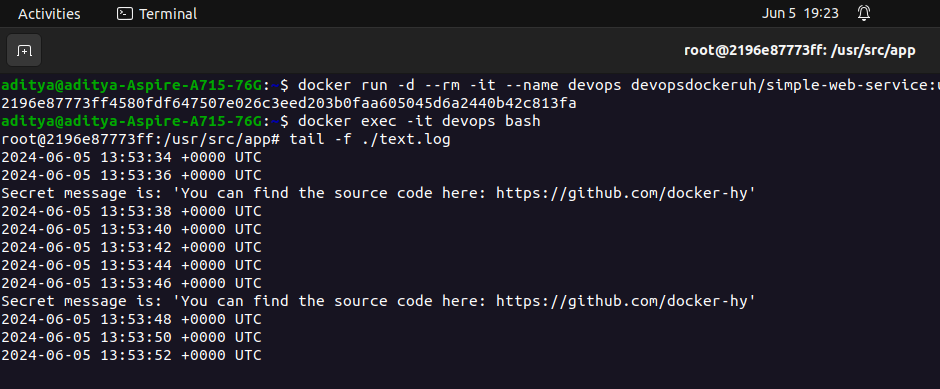 Activities Terminal Jun 5 19:23
root@2196e87773ff: /usr/src/app
aditya@aditya-Aspire-A715-76G:~$ docker run -d --rm -it --name devops devopsdockeruh/simple-web-service:u
2196e87773ff4580fdf647507e026c3eed203b0faa605045d6a2440b42c813fa
aditya@aditya-Aspire-A715-76G:~$ docker exec -it devops bash
root@2196e87773ff:/usr/src/app# tail -f ./text.log
2024-06-05 13:53:34 +0000 UTC
2024-06-05 13:53:36 +0000 UTC
Secret message is: 'You can find the source code here: https://github.com/docker-hy'
2024-06-05 13:53:38 +0000 UTC
2024-06-05 13:53:40 +0000 UTC
2024-06-05 13:53:42 +0000 UTC
2024-06-05 13:53:44 +0000 UTC
2024-06-05 13:53:46 +0000 UTC
Secret message is: 'You can find the source code here: https://github.com/docker-hy'
2024-06-05 13:53:48 +0000 UTC
2024-06-05 13:53:50 +0000 UTC
2024-06-05 13:53:52 +0000 UTC